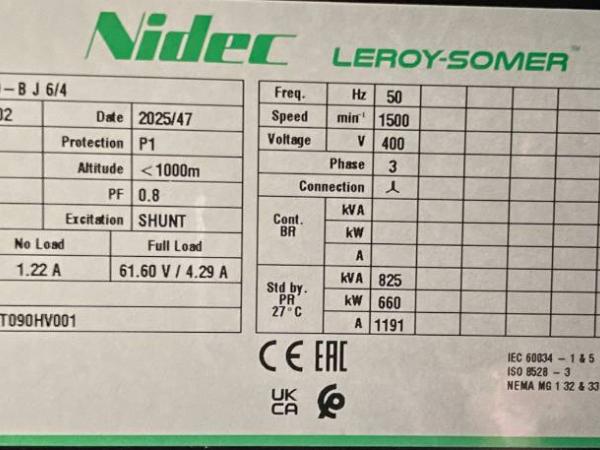 Nidec LEROY-SOMER™
-B J 6/4
02 Date 2025/47
Protection P1
Altitude <1000m
PF 0.8
Excitation SHUNT
No Load Full Load
1.22 A 61.60 V / 4.29 A
T090HV001
Freq. Hz 50
Speed min⁻¹ 1500
Voltage V 400
Phase 3
Connection
Cont. BR kVA
kW
A
Std by. PR 27°C kVA 825
kW 660
A 1191
CE EAC
UK CA
IEC 60034 - 1 & 5
ISO 8528 - 3
NEMA MG 1 32 & 33